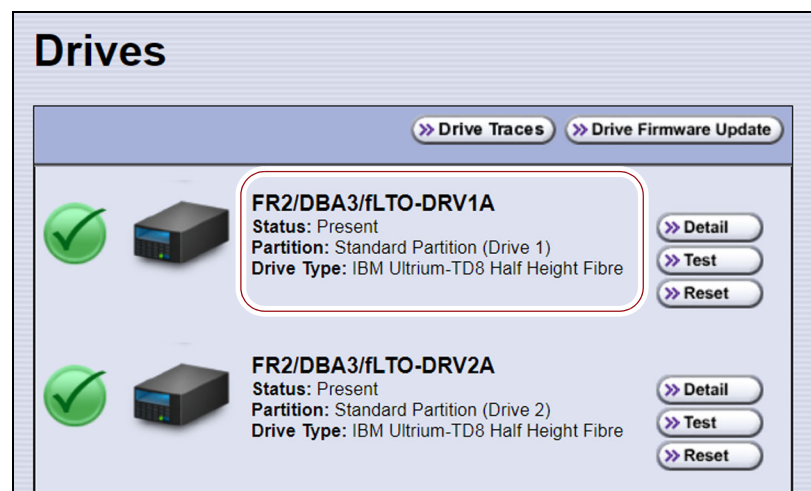 Drives
Drive Traces
Drive Firmware Update
FR2/DBA3/fLTO-DRV1A
Status: Present
Partition: Standard Partition (Drive 1)
Drive Type: IBM Ultrium-TD8 Half Height Fibre
Detail
Test
Reset
FR2/DBA3/fLTO-DRV2A
Status: Present
Partition: Standard Partition (Drive 2)
Drive Type: IBM Ultrium-TD8 Half Height Fibre
Detail
Test
Reset